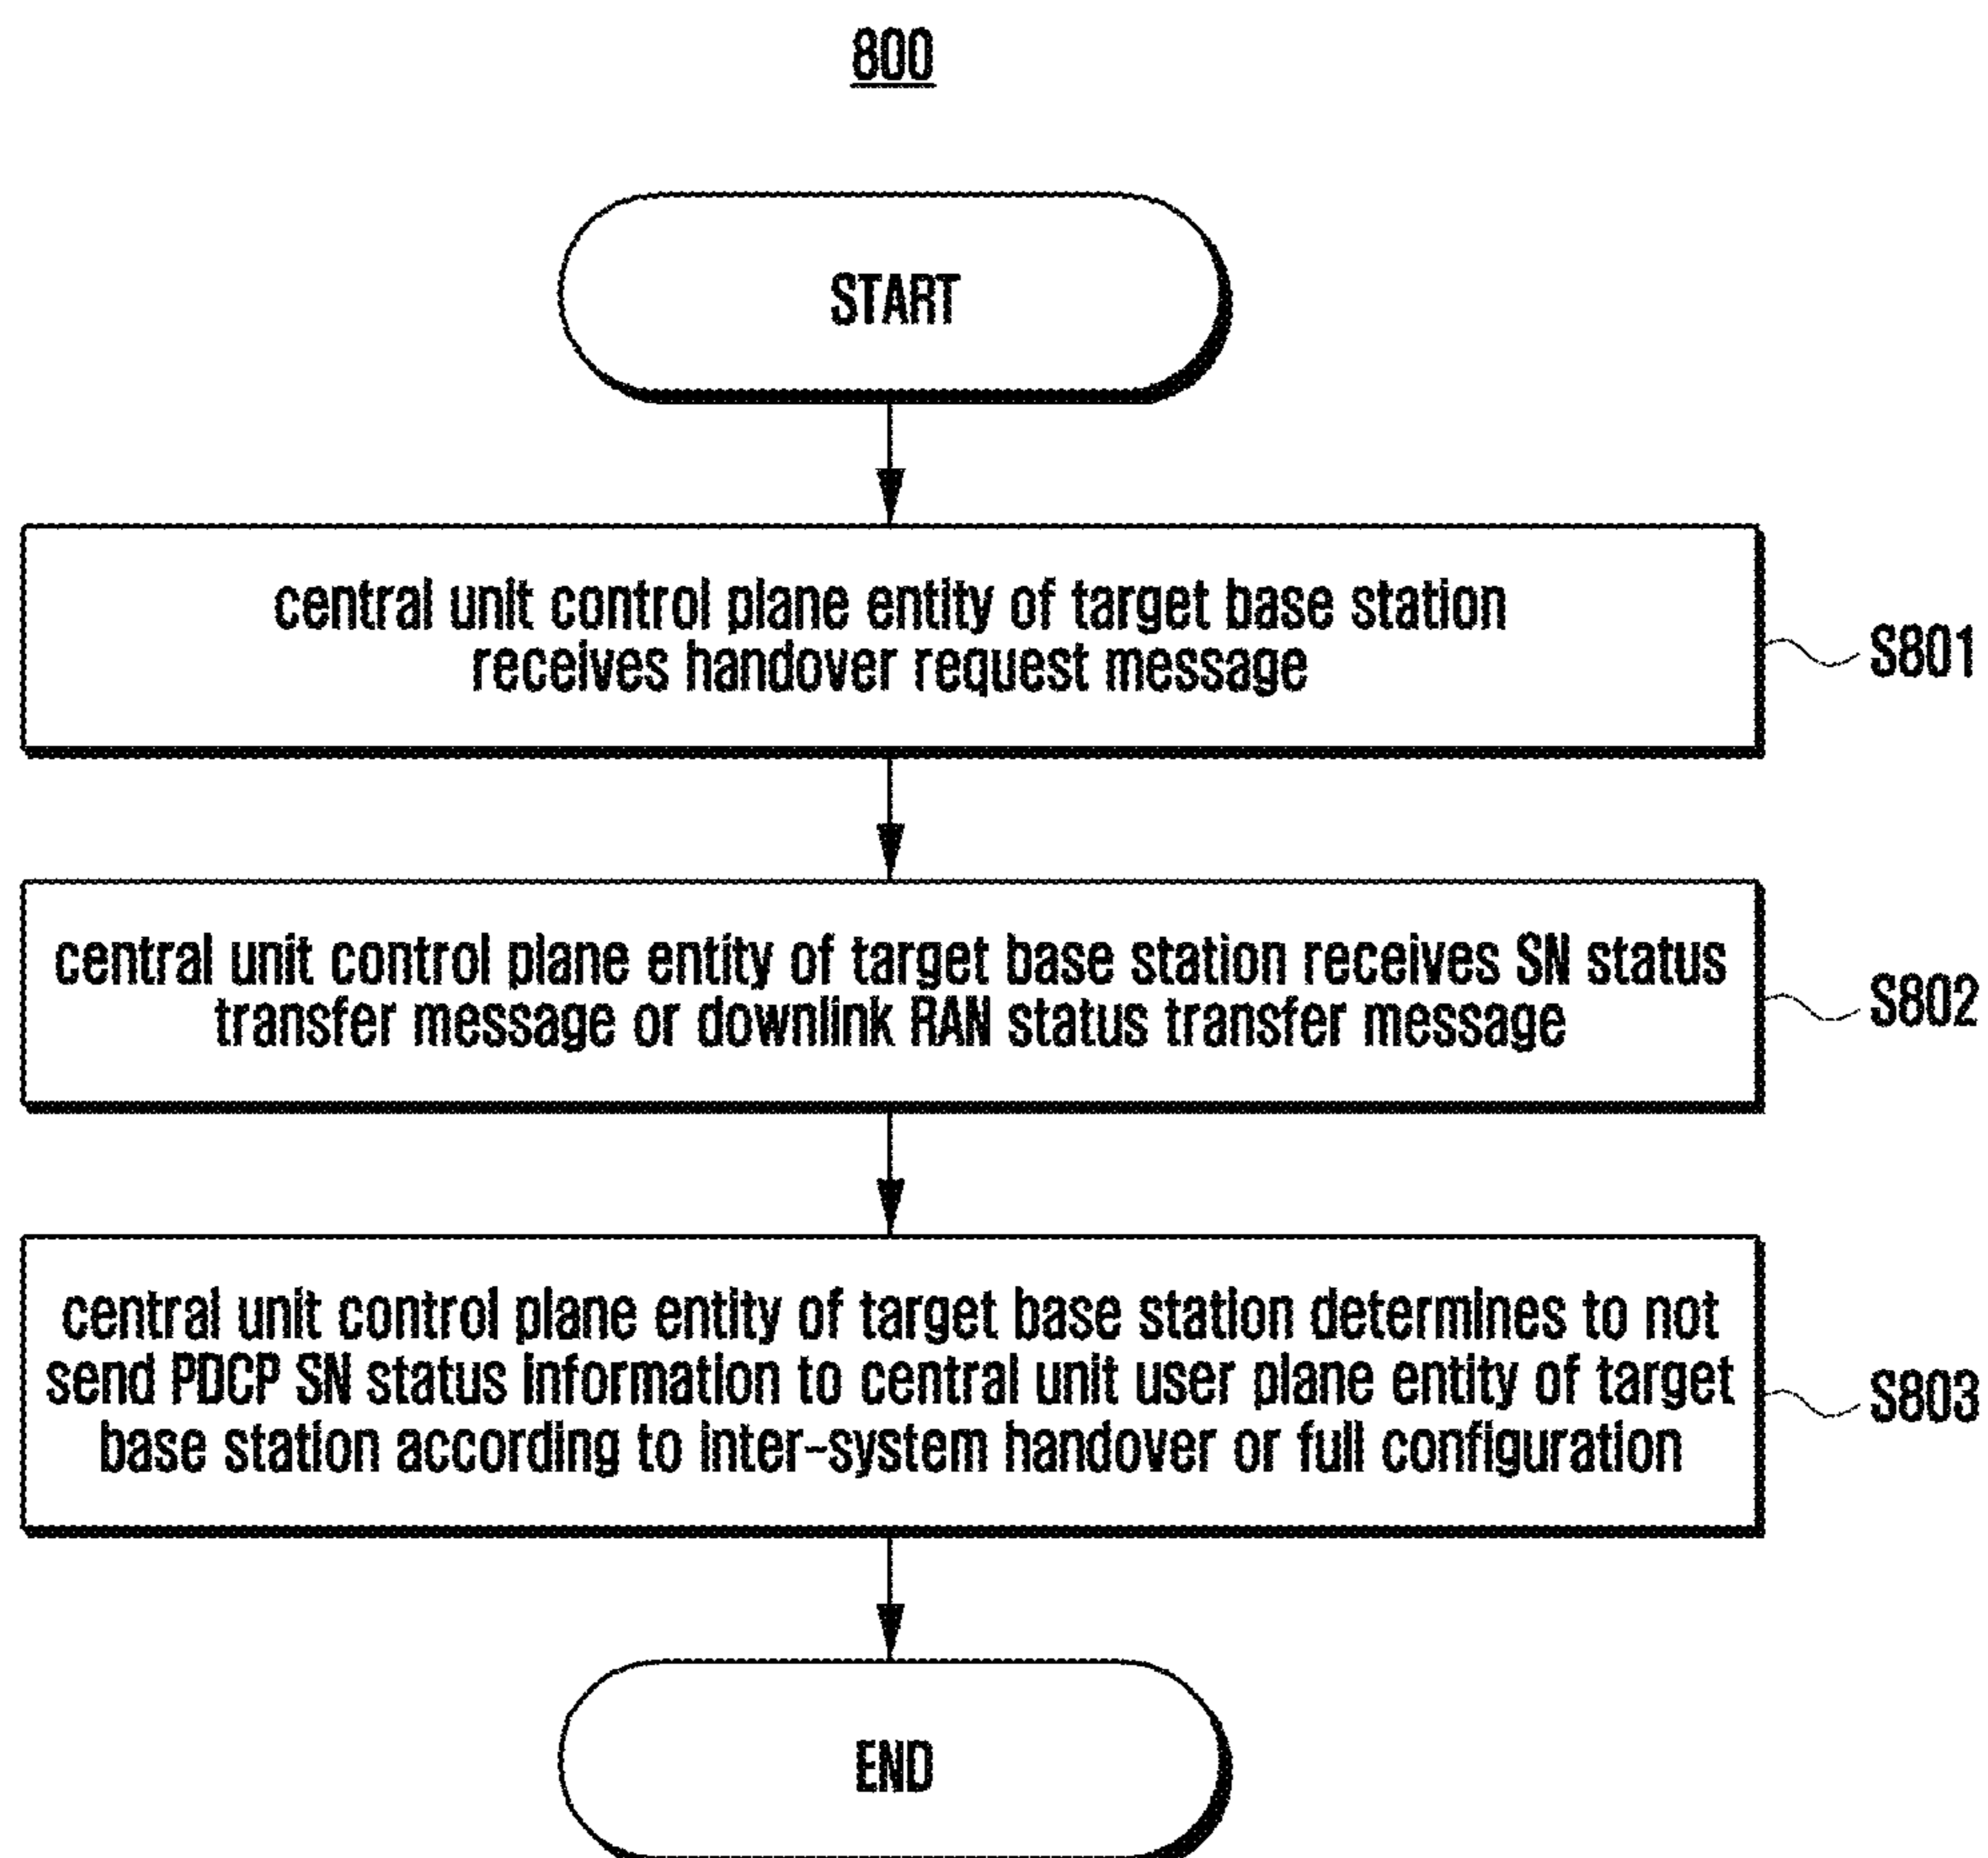 800
START
central unit control plane entity of target base station
receives handover request message
S801
central unit control plane entity of target base station receives SN status
transfer message or downlink RAN status transfer message
S802
central unit control plane entity of target base station determines to not
send PDCP SN status information to central unit user plane entity of target
base station according to inter-system handover or full configuration
S803
END